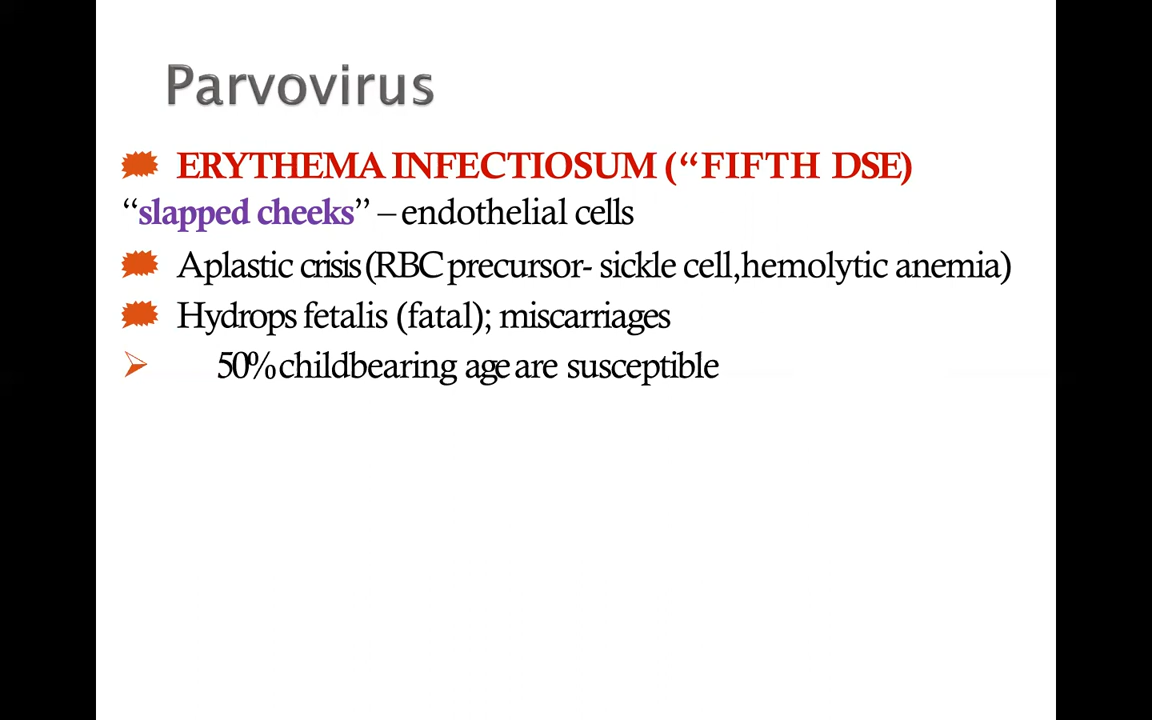 Parvovirus
ERYTHEMA INFECTIOSUM (“FIFTH DSE)
“slapped cheeks” – endothelial cells
Aplastic crisis (RBC precursor- sickle cell,hemolytic anemia)
Hydrops fetalis (fatal); miscarriages
50% childbearing age are susceptible